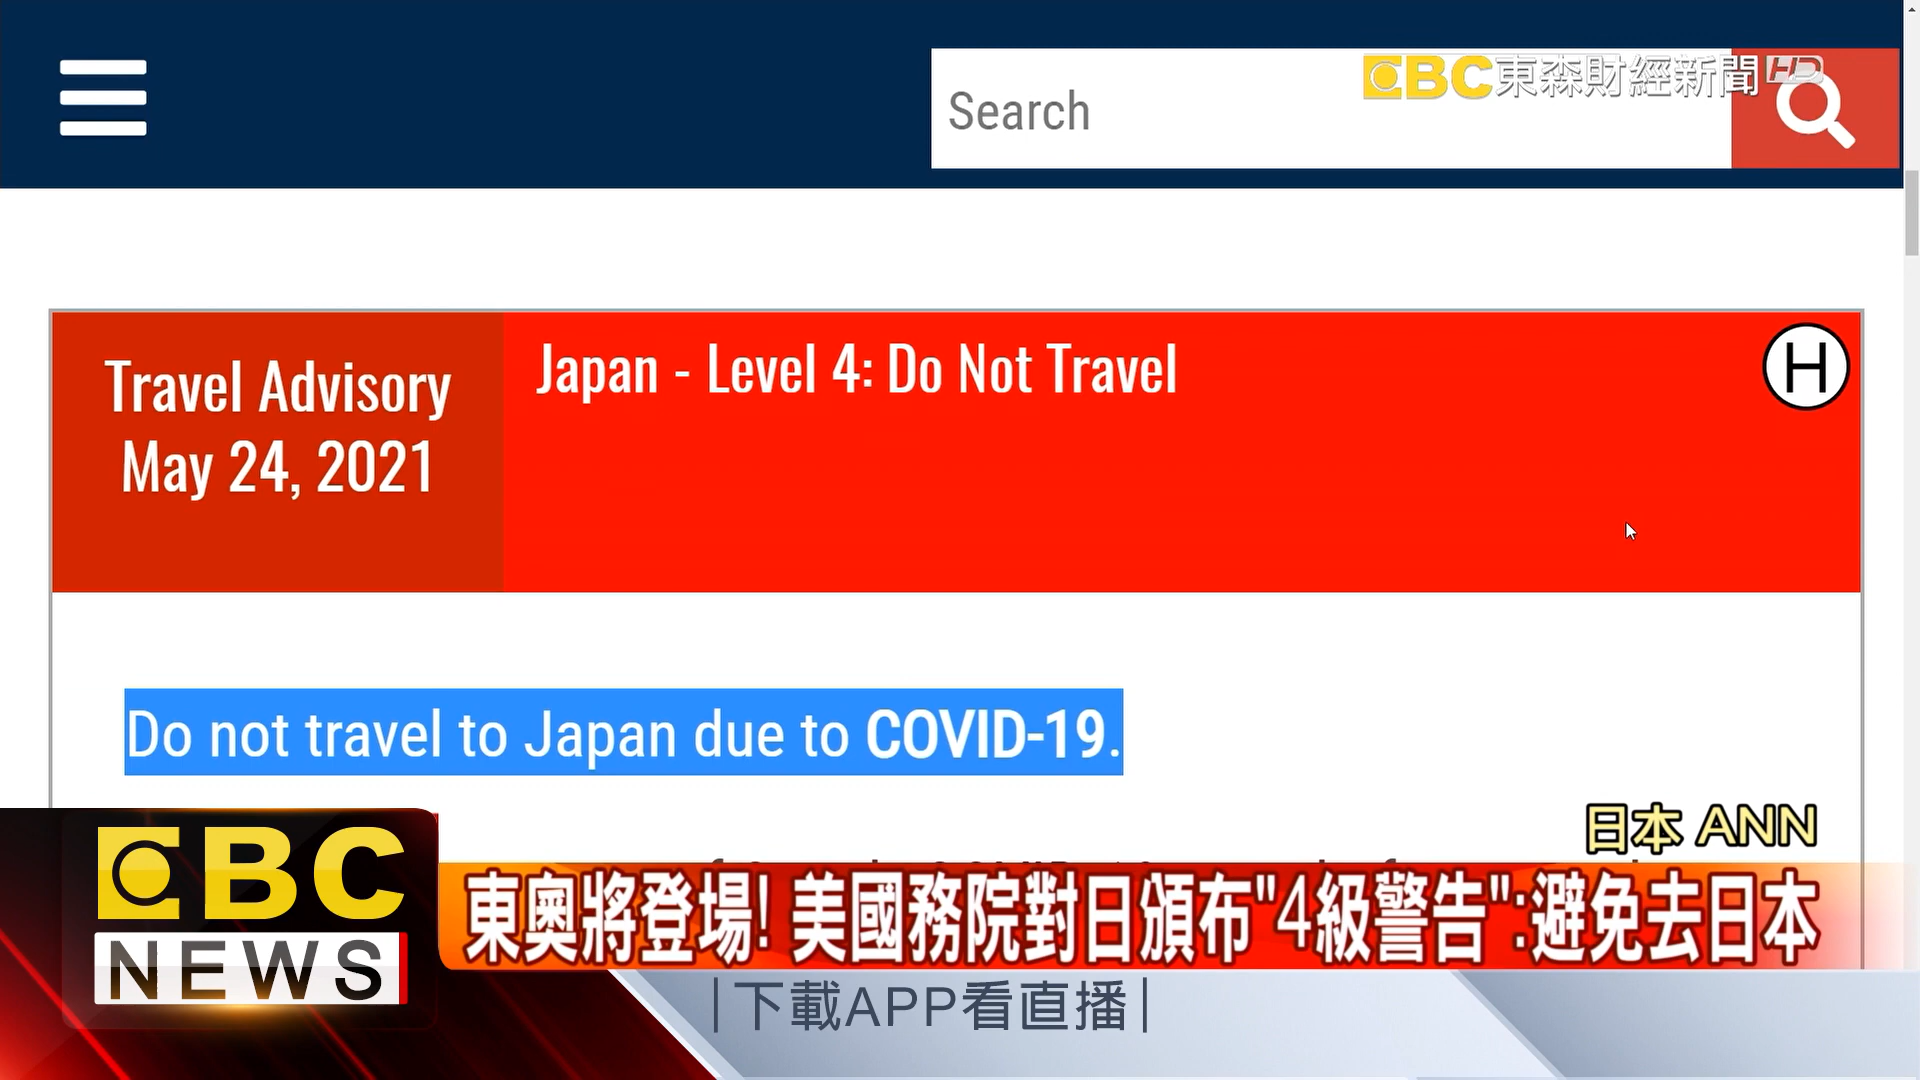 Search
EBC東森財經新聞HD
Travel Advisory
May 24, 2021
Japan - Level 4: Do Not Travel
H
Do not travel to Japan due to COVID-19.
日本 ANN
EBC
NEWS
東奧將登場! 美國務院對日頒布"4級警告":避免去日本
|下載APP看直播|